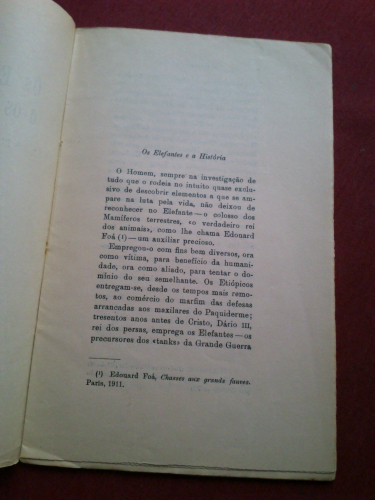 Os Elefantes e a História
O Homem, sempre na investigação de
tudo que o rodeia no intuito quase exclu-
sivo de descobrir elementos a que se am-
pare na luta pela vida, não deixou de
reconhecer no Elefante—o colosso dos
Mamíferos terrestres, «o verdadeiro rei
dos animais», como lhe chama Edouard
Foá (¹)—um auxiliar precioso.
Empregou-o com fins bem diversos, ora
como vítima, para benefício da humani-
dade, ora como aliado, para tentar o do-
mínio do seu semelhante. Os Etiópicos
entregam-se, desde os tempos mais remo-
tos, ao comércio do marfim das defesas
arrancadas aos maxilares do Paquiderme;
tresentos anos antes de Cristo, Dário III,
rei dos persas, emprega os Elefantes—os
precursores dos «tanks» da Grande Guerra
(¹) Edouard Foá, Chasses aux grands fauves.
Paris, 1911.